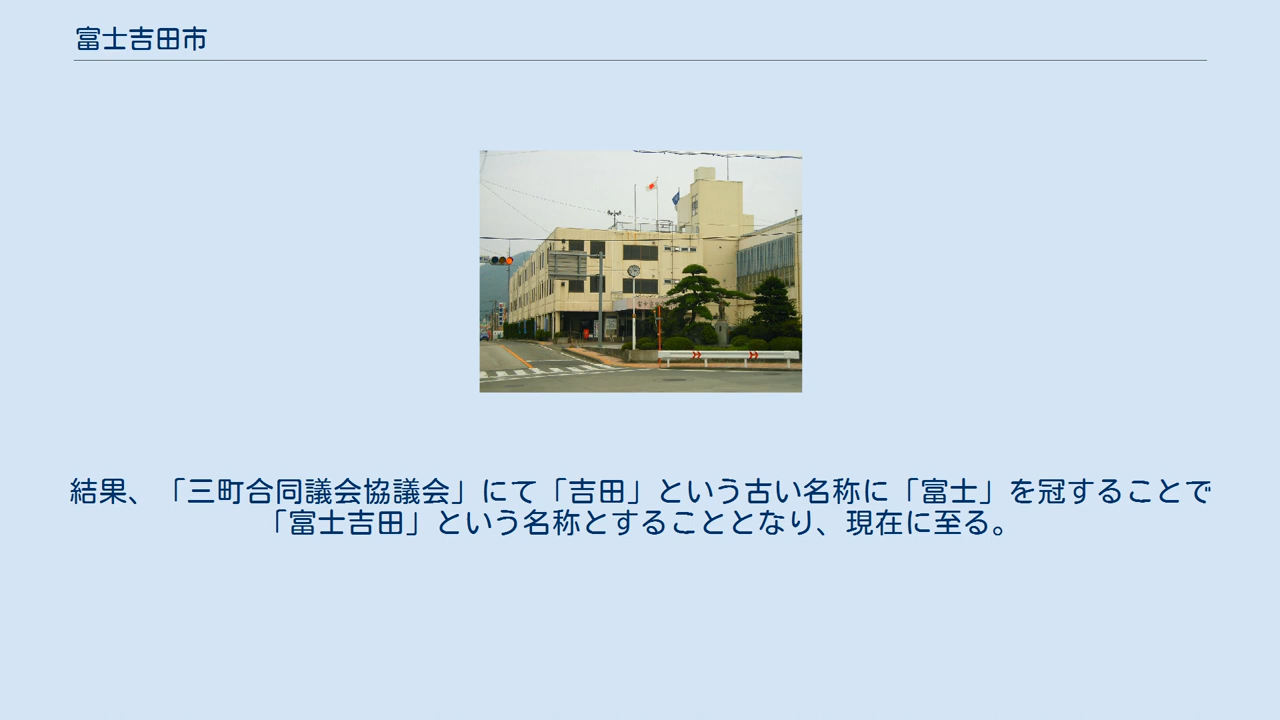 富士吉田市
結果、「三町合同議会協議会」にて「吉田」という古い名称に「富士」を冠することで
「富士吉田」という名称とすることとなり、現在に至る。